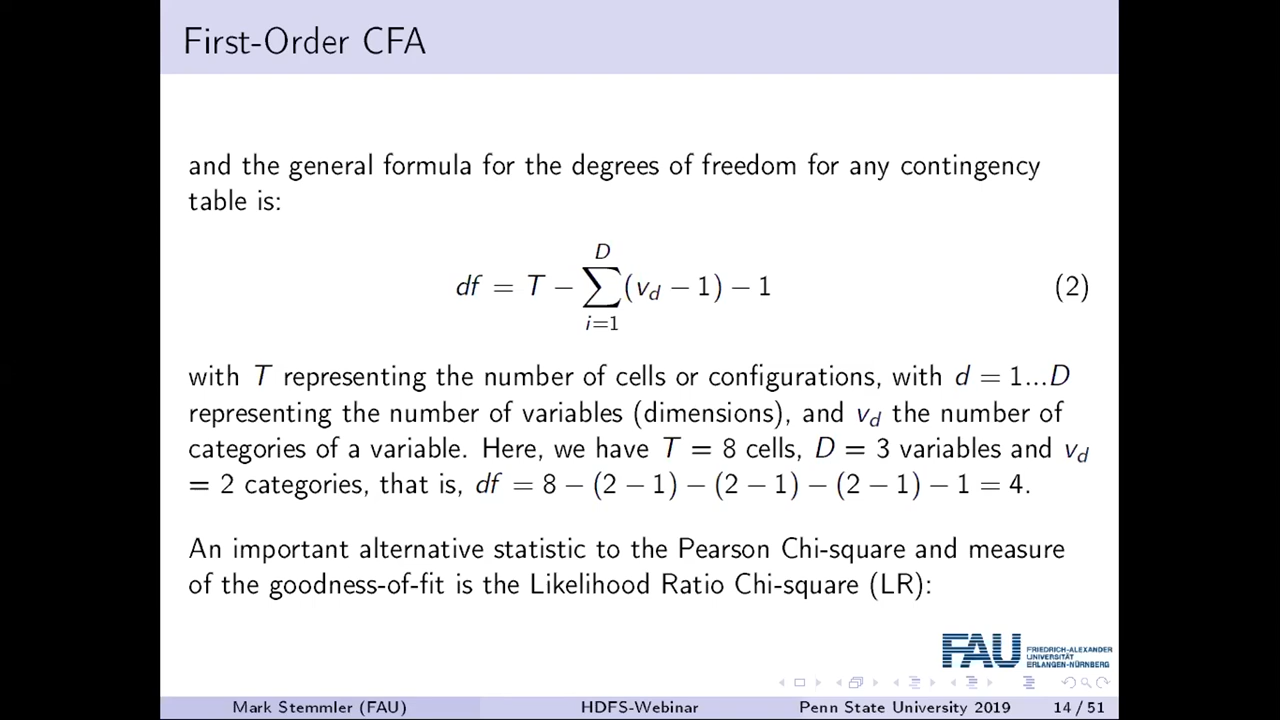 First-Order CFA
and the general formula for the degrees of freedom for any contingency
table is:
df = T − ∑_{i=1}^{D} (v_d − 1) − 1 (2)
with T representing the number of cells or configurations, with d = 1...D
representing the number of variables (dimensions), and v_d the number of
categories of a variable. Here, we have T = 8 cells, D = 3 variables and v_d
= 2 categories, that is, df = 8 − (2 − 1) − (2 − 1) − (2 − 1) − 1 = 4.
An important alternative statistic to the Pearson Chi-square and measure
of the goodness-of-fit is the Likelihood Ratio Chi-square (LR):
FAU
FRIEDRICH-ALEXANDER
UNIVERSITÄT
ERLANGEN-NÜRNBERG
Mark Stemmler (FAU) HDFS-Webinar Penn State University 2019 14 / 51